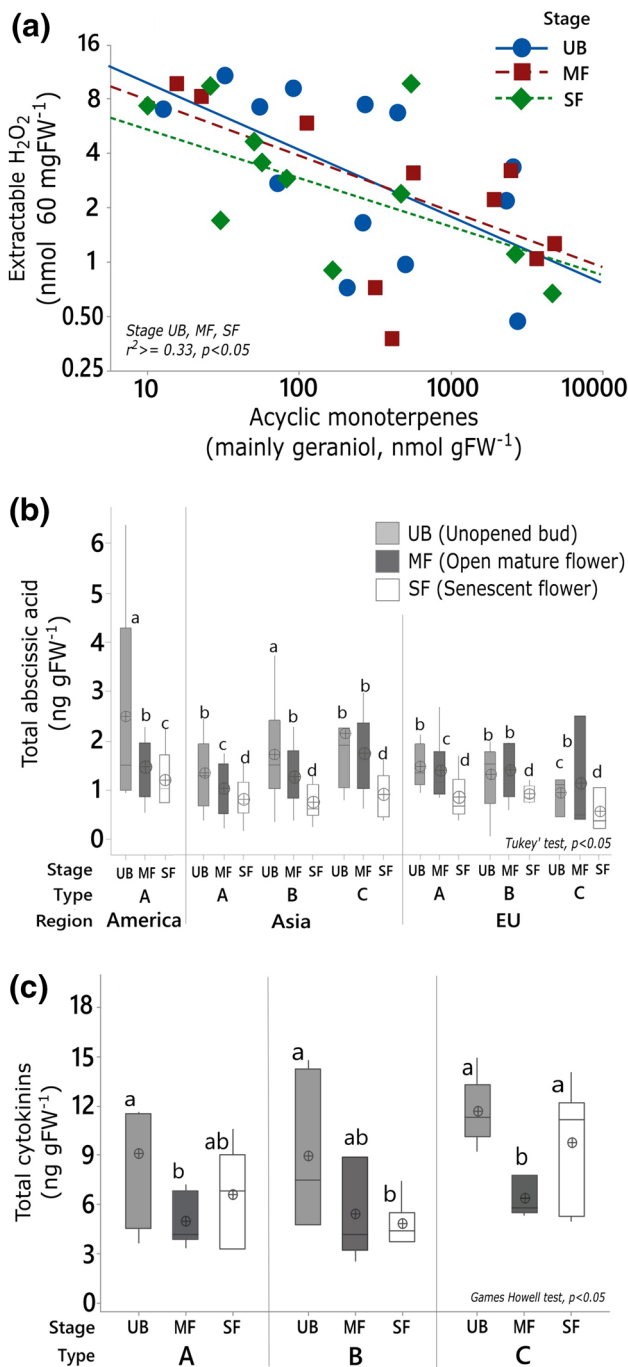 (a)
Stage
UB
MF
SF
Extractable H₂O₂
(nmol 60 mgFW⁻¹)
16
8
4
2
1
0.50
0.25
Stage UB, MF, SF
r²>= 0.33, p<0.05
10 100 1000 10000
Acyclic monoterpenes
(mainly geraniol, nmol gFW⁻¹)
(b)
UB (Unopened bud)
MF (Open mature flower)
SF (Senescent flower)
Total abscissic acid
(ng gFW⁻¹)
6
5
4
3
2
1
0
a b c b c d a b d b b d b c d b b d c b d
Tukey' test, p<0.05
Stage UB MF SF UB MF SF UB MF SF UB MF SF UB MF SF UB MF SF UB MF SF
Type A A B C A B C
Region America Asia EU
(c)
Total cytokinins
(ng gFW⁻¹)
18
15
12
9
6
3
0
a b ab a ab b a b a
Games Howell test, p<0.05
Stage UB MF SF UB MF SF UB MF SF
Type A B C